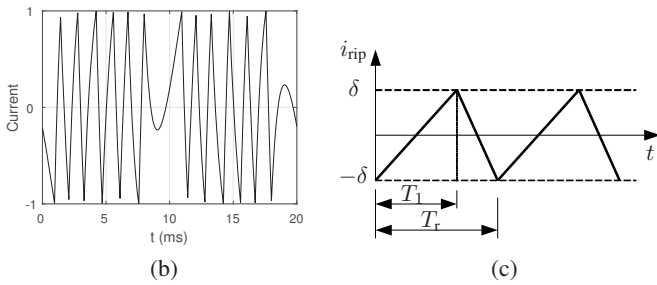 1
0
-1
Current
0
5
10
15
20
t (ms)
(b)
i_rip
δ
-δ
t
T_1
T_r
(c)